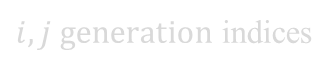 i, j generation indices